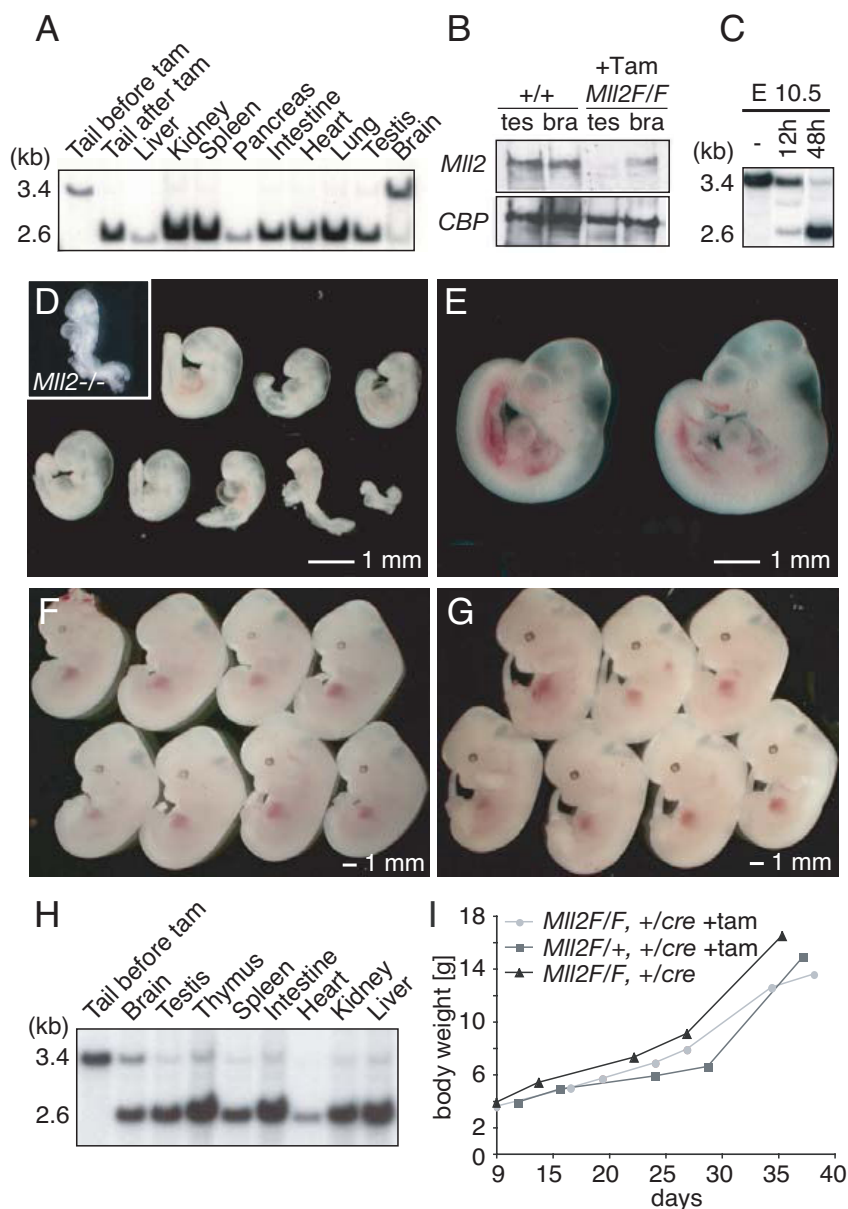 A
Tail before tam
Tail after tam
Liver
Kidney
Spleen
Pancreas
Intestine
Heart
Lung
Testis
Brain
(kb)
3.4
2.6
B
+Tam
+/+ Mll2F/F
tes bra tes bra
Mll2
CBP
C
E 10.5
(kb) - 12h 48h
3.4
2.6
D
Mll2-/-
1 mm
E
1 mm
F
1 mm
G
1 mm
H
Tail before tam
Brain
Testis
Thymus
Spleen
Intestine
Heart
Kidney
Liver
(kb)
3.4
2.6
I
Mll2F/F, +/cre +tam
Mll2F/+, +/cre +tam
Mll2F/F, +/cre
body weight [g]
18
14
10
6
2
0
9 15 20 25 30 35 40
days